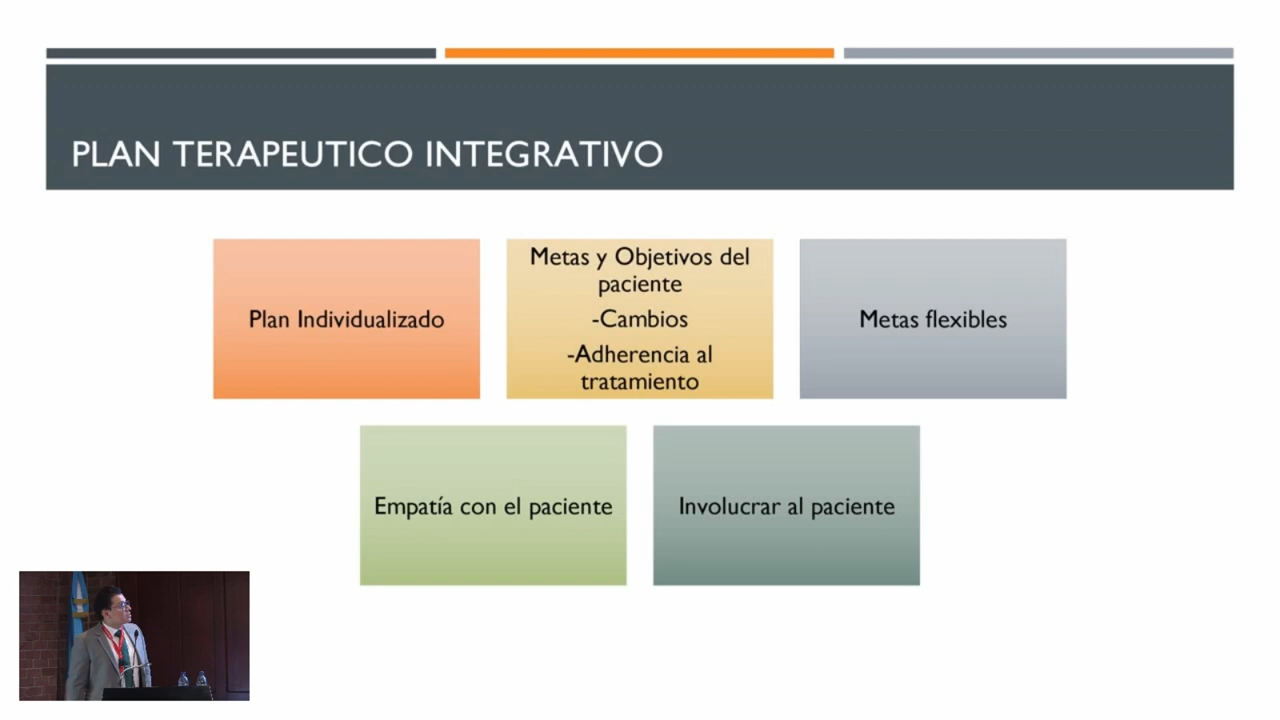 PLAN TERAPEUTICO INTEGRATIVO
Plan Individualizado
Metas y Objetivos del
paciente
-Cambios
-Adherencia al
tratamiento
Metas flexibles
Empatía con el paciente
Involucrar al paciente